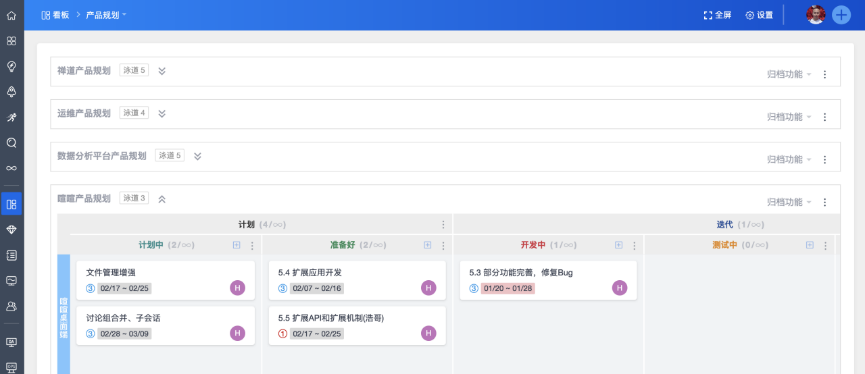 看板 > 产品规划 全屏 设置
禅道产品规划 泳道 5 归档功能
运维产品规划 泳道 4 归档功能
数据分析平台产品规划 泳道 5 归档功能
喧喧产品规划 泳道 3 归档功能
计划 (4/∞) 迭代 (1/∞)
计划中 (2/∞) 准备好 (2/∞) 开发中 (1/∞) 测试中 (0/∞)
喧喧桌面端
文件管理增强
③ 02/17 ~ 02/25 H
讨论组合并、子会话
③ 02/28 ~ 03/09 H
5.4 扩展应用开发
③ 02/07 ~ 02/16 H
5.5 扩展API和扩展机制(浩哥)
① 02/17 ~ 02/25 H
5.3 部分功能完善，修复Bug
③ 01/20 ~ 01/28 H